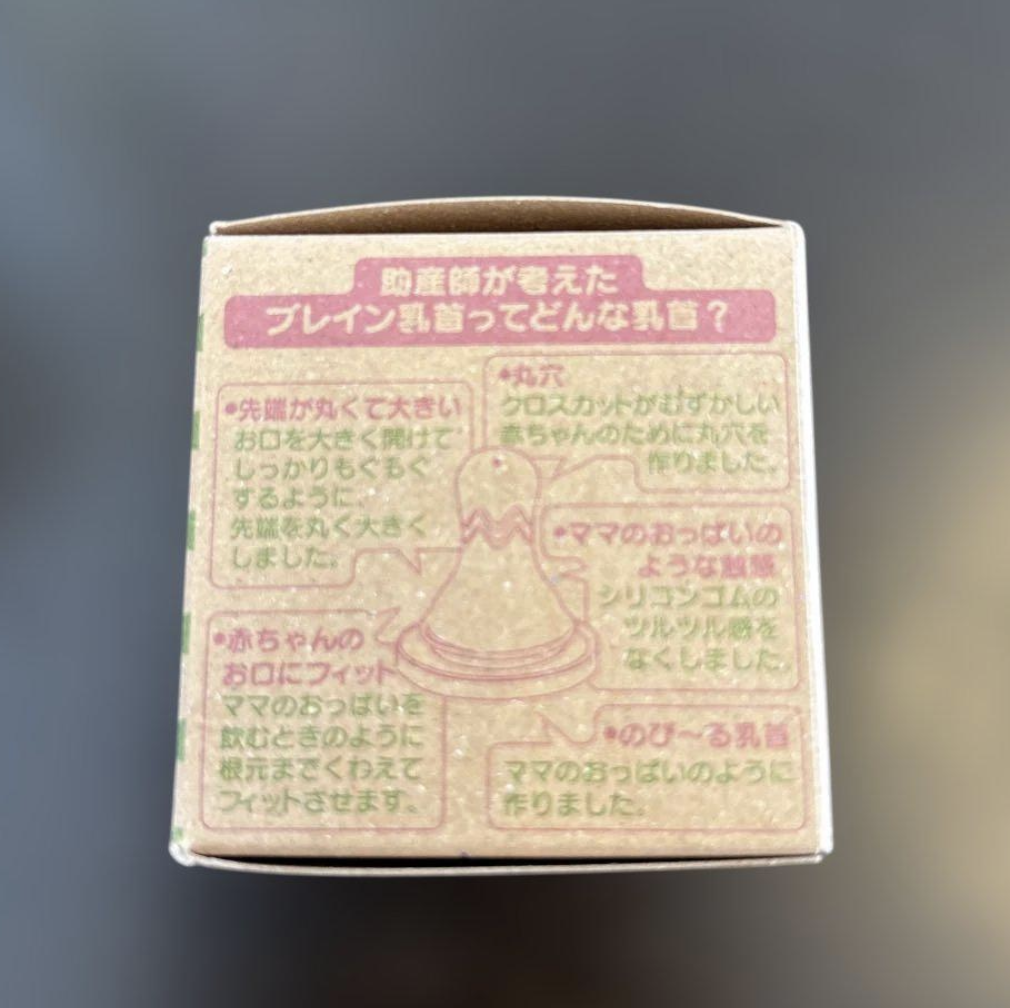 助産師が考えた
ブレイン乳首ってどんな乳首？
•先端が丸くて大きい
お口を大きく開けて
しっかりもぐもぐ
するように、
先端を丸く大きく
しました。
•丸穴
クロスカットがむずかしい
赤ちゃんのために丸穴を
作りました。
•ママのおっぱいの
ような触感
シリコンゴムの
ツルツル感を
なくしました。
•赤ちゃんの
お口にフィット
ママのおっぱいを
飲むときのように
根元までくわえて
フィットさせます。
•のび〜る乳首
ママのおっぱいのように
作りました。